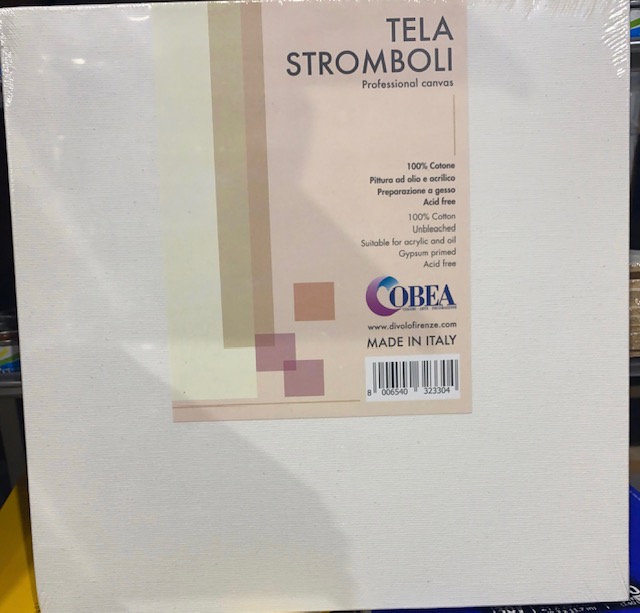 TELA
STROMBOLI
Professional canvas
100% Cotone
Pittura ad olio e acrilico
Preparazione a gesso
Acid free
100% Cotton
Unbleached
Suitable for acrylic and oil
Gypsum primed
Acid free
COBEA
www.divolofirenze.com
MADE IN ITALY
8 006540 323304